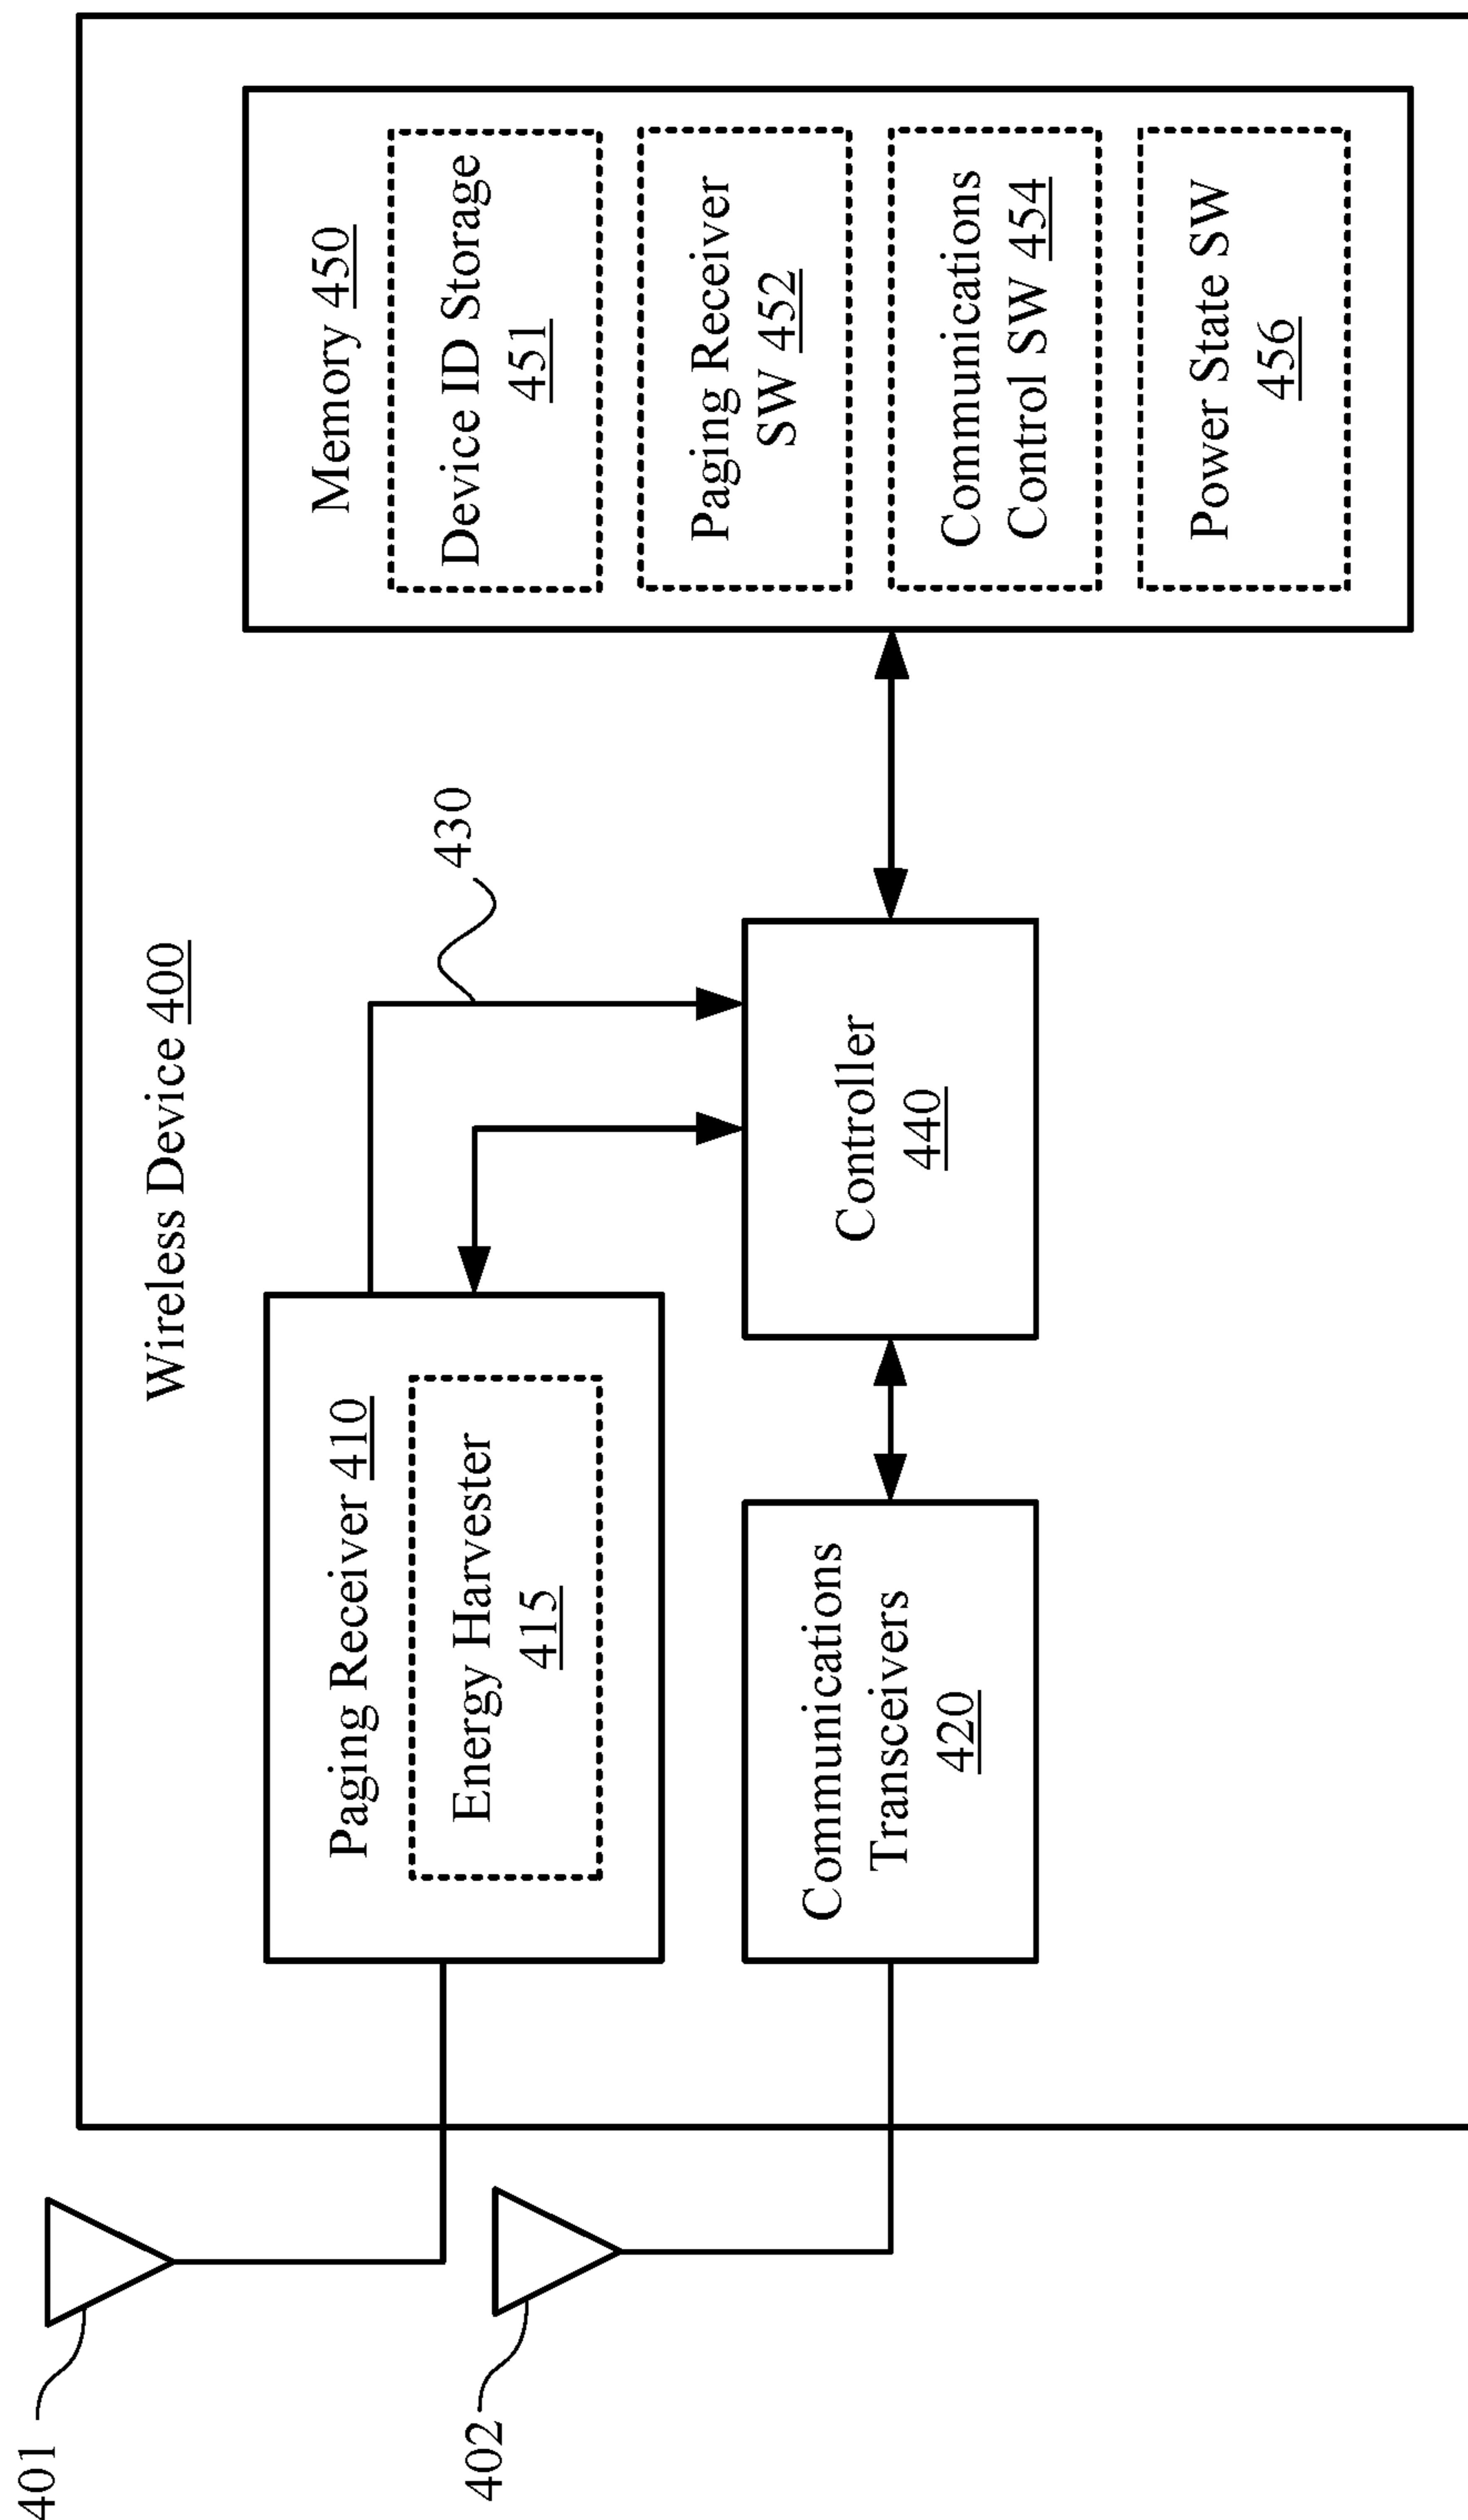 Wireless Device 400
401
Paging Receiver 410
Energy Harvester
415
430
Memory 450
Device ID Storage
451
Paging Receiver
SW 452
Communications
Control SW 454
Power State SW
456
402
Communications
Transceivers
420
Controller
440